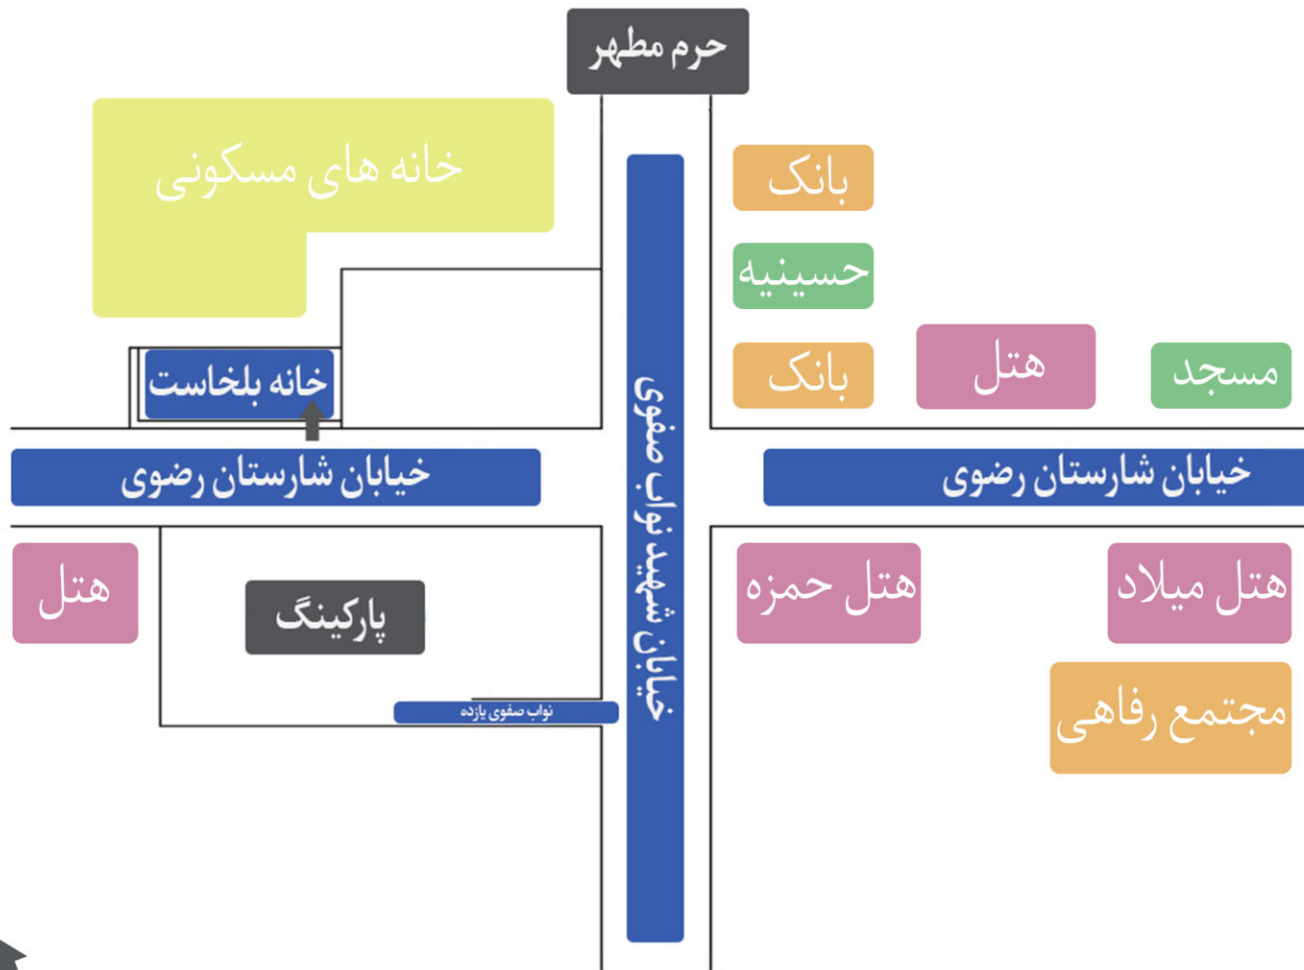 حرم مطهر
خانه های مسکونی
بانک
حسینیه
بانک
هتل
مسجد
خانه بلخاست
خیابان شارستان رضوی
خیابان شهید نواب صفوی
خیابان شارستان رضوی
هتل
پارکینگ
هتل حمزه
هتل میلاد
نواب صفوی یازده
مجتمع رفاهی